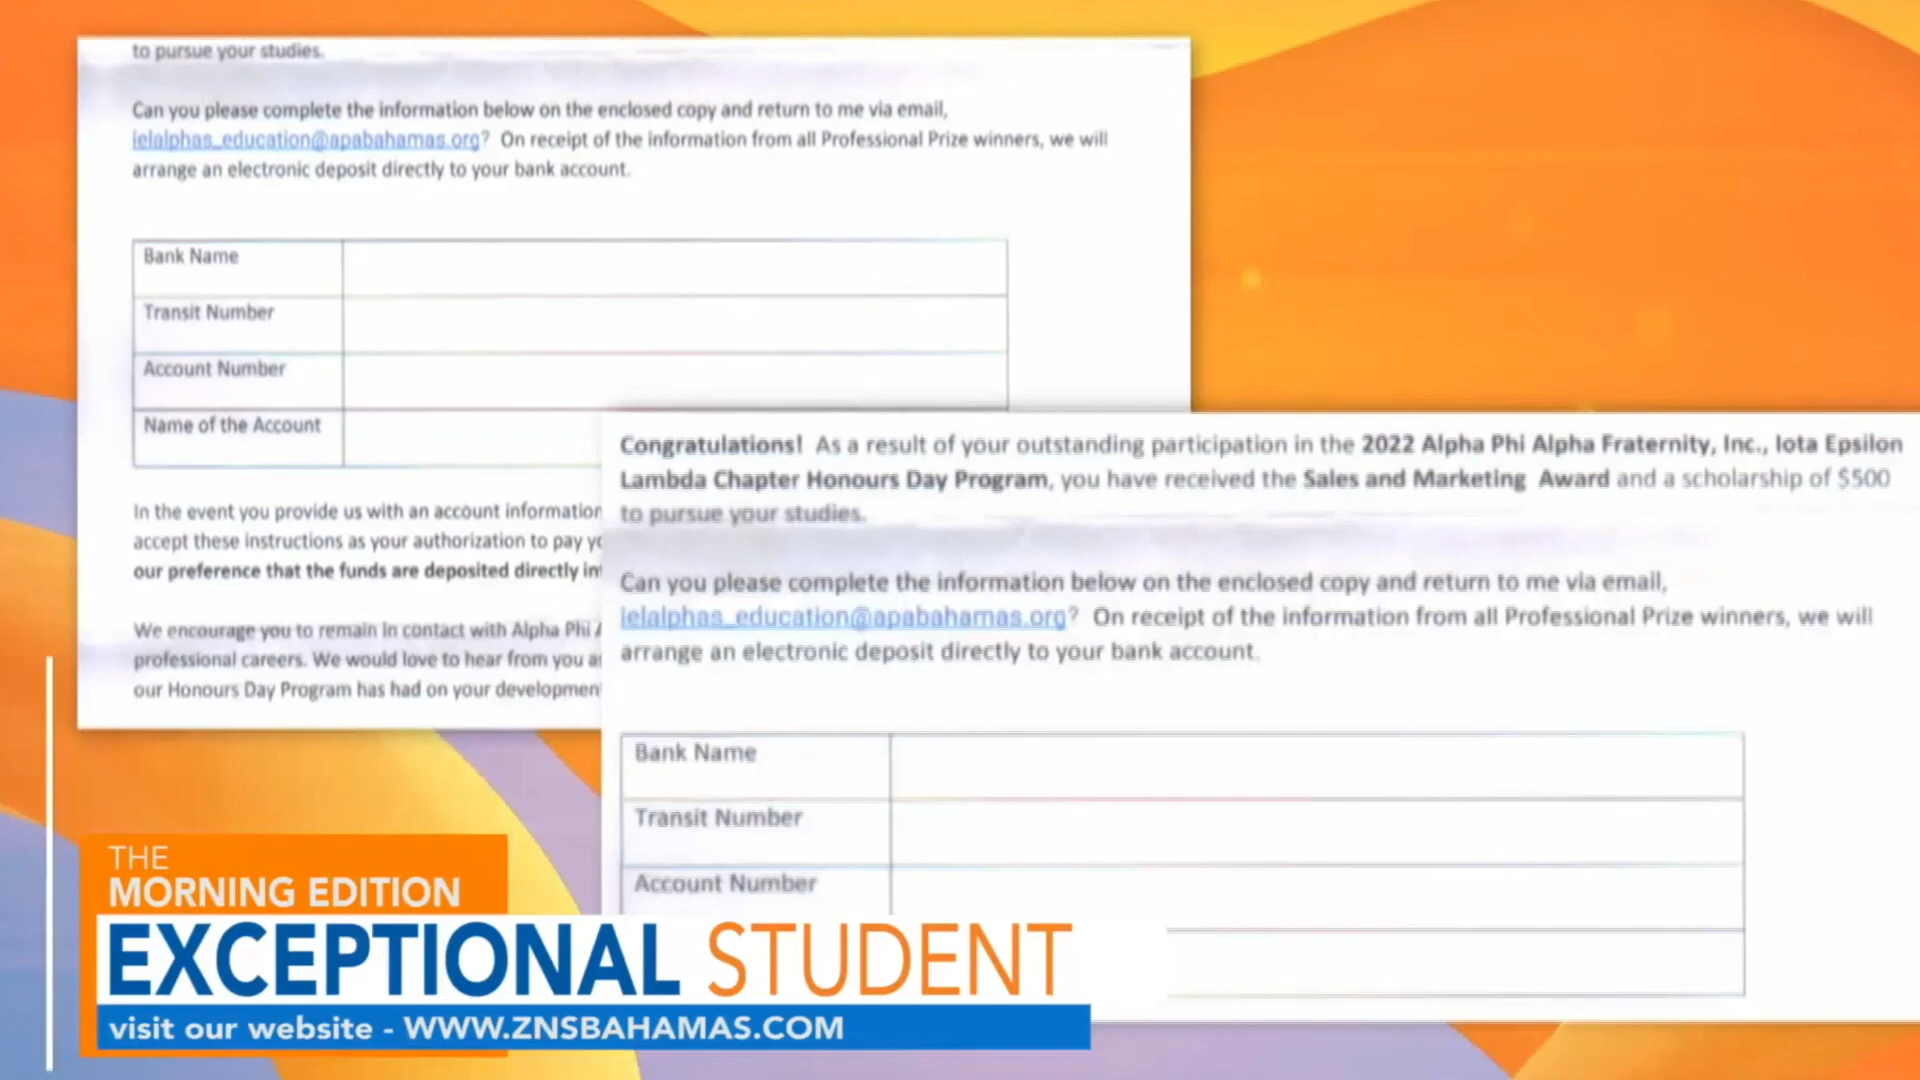 to pursue your studies.
Can you please complete the information below on the enclosed copy and return to me via email,
ielalphas_education@apabahamas.org? On receipt of the information from all Professional Prize winners, we will
arrange an electronic deposit directly to your bank account.
Bank Name
Transit Number
Account Number
Name of the Account
In the event you provide us with an account information
accept these instructions as your authorization to pay
our preference that the funds are deposited directly
We encourage you to remain in contact with Alpha Phi
professional careers. We would love to hear from you
our Honours Day Program has had on your
Congratulations! As a result of your outstanding participation in the 2022 Alpha Phi Alpha Fraternity, Inc., Iota Epsilon
Lambda Chapter Honours Day Program, you have received the Sales and Marketing Award and a scholarship of $500
to pursue your studies.
Can you please complete the information below on the enclosed copy and return to me via email,
ielalphas_education@apabahamas.org? On receipt of the information from all Professional Prize winners, we will
arrange an electronic deposit directly to your bank account.
Bank Name
Transit Number
Account Number
THE
MORNING EDITION
EXCEPTIONAL STUDENT
visit our website - WWW.ZNSBAHAMAS.COM